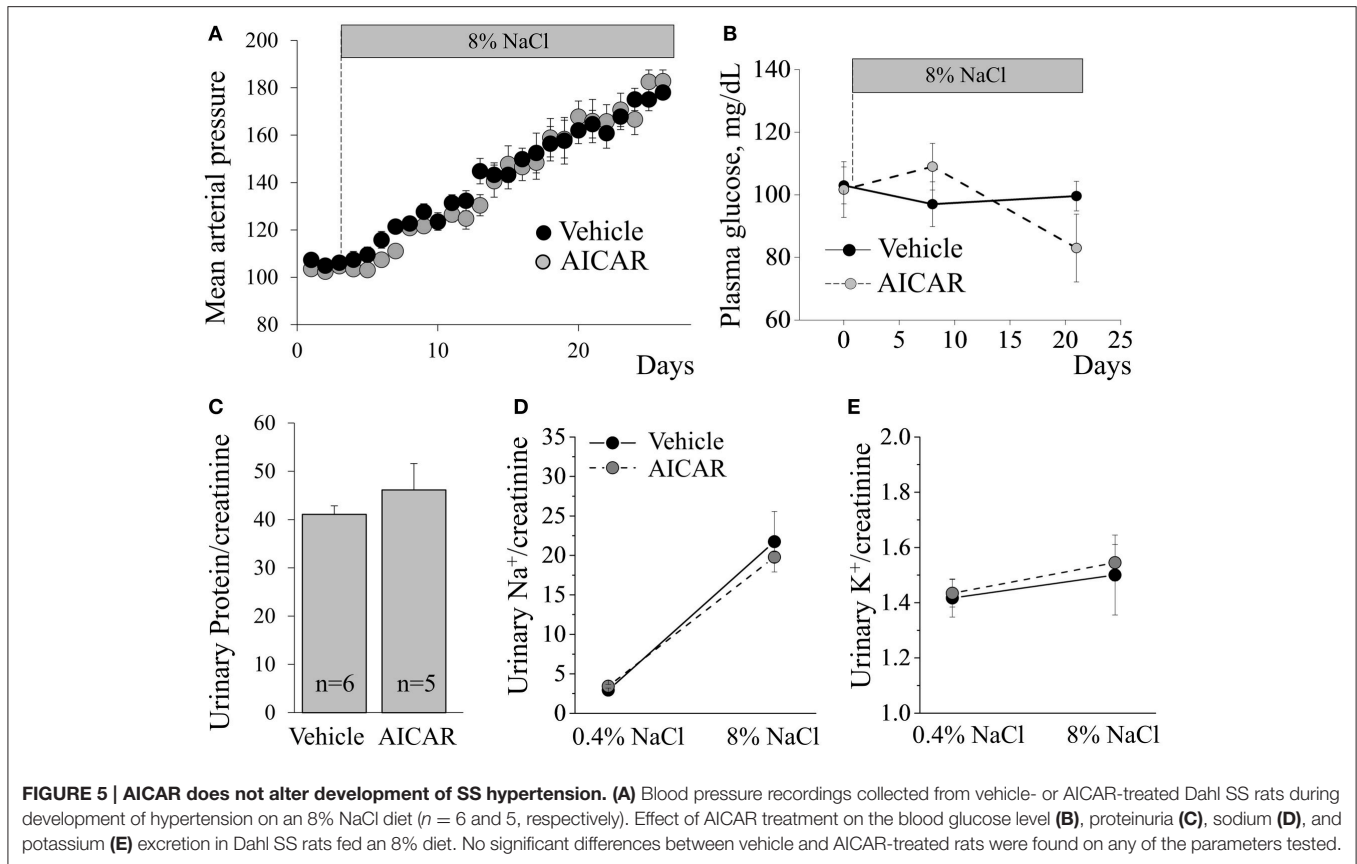 A
200
180
160
140
120
100
80
Mean arterial pressure
8% NaCl
Vehicle
AICAR
0
10
20
Days
B
140
120
100
80
60
Plasma glucose, mg/dL
8% NaCl
Vehicle
AICAR
0
5
10
15
20
25
Days
C
60
50
40
30
20
10
0
Urinary Protein/creatinine
n=6
n=5
Vehicle
AICAR
D
35
30
25
20
15
10
5
0
Urinary Na+/creatinine
Vehicle
AICAR
0.4% NaCl
8% NaCl
E
2.0
1.8
1.6
1.4
1.2
1.0
Urinary K+/creatinine
0.4% NaCl
8% NaCl
FIGURE 5 | AICAR does not alter development of SS hypertension. (A) Blood pressure recordings collected from vehicle- or AICAR-treated Dahl SS rats during
development of hypertension on an 8% NaCl diet (n = 6 and 5, respectively). Effect of AICAR treatment on the blood glucose level (B), proteinuria (C), sodium (D), and
potassium (E) excretion in Dahl SS rats fed an 8% diet. No significant differences between vehicle and AICAR-treated rats were found on any of the parameters tested.